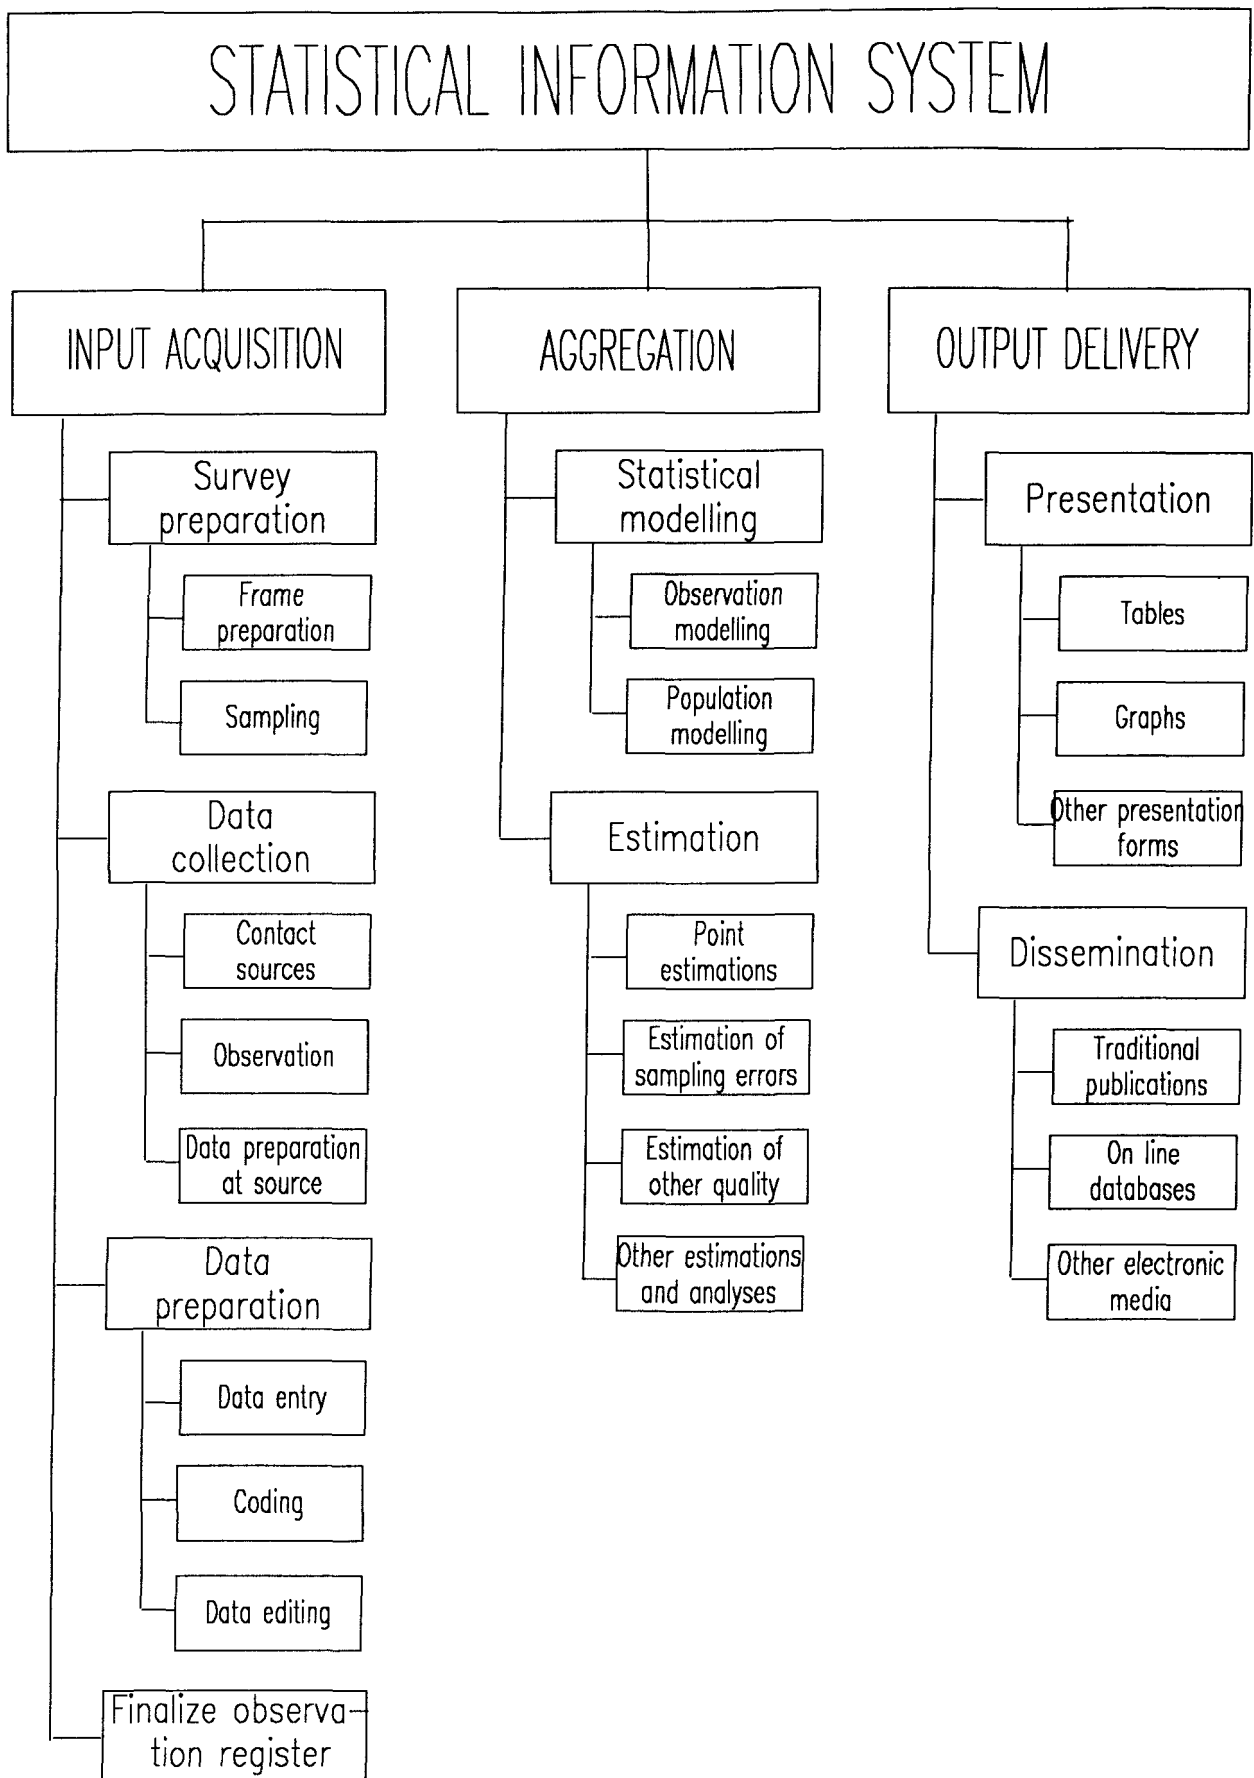 STATISTICAL INFORMATION SYSTEM
INPUT ACQUISITION
Survey
preparation
Frame
preparation
Sampling
Data
collection
Contact
sources
Observation
Data preparation
at source
Data
preparation
Data entry
Coding
Data editing
Finalize observa-
tion register
AGGREGATION
Statistical
modelling
Observation
modelling
Population
modelling
Estimation
Point
estimations
Estimation of
sampling errors
Estimation of
other quality
Other estimations
and analyses
OUTPUT DELIVERY
Presentation
Tables
Graphs
Other presentation
forms
Dissemination
Traditional
publications
On line
databases
Other electronic
media